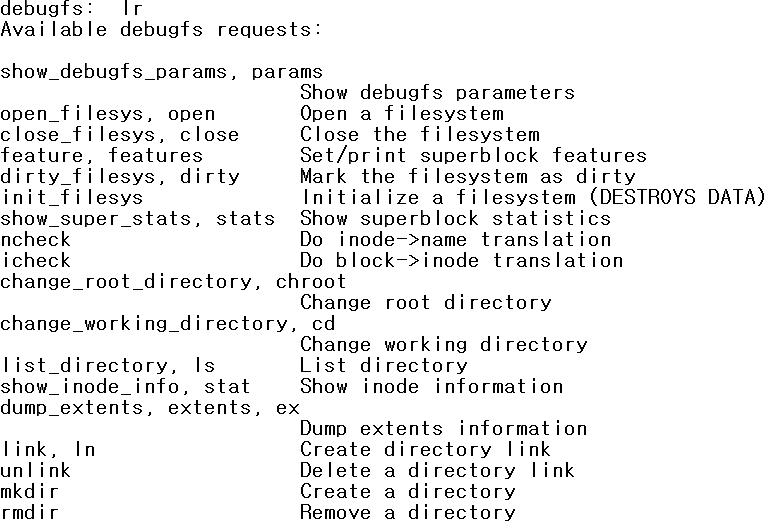 debugfs:  lr
Available debugfs requests:

show_debugfs_params, params
                         Show debugfs parameters
open_filesys, open       Open a filesystem
close_filesys, close     Close the filesystem
feature, features        Set/print superblock features
dirty_filesys, dirty     Mark the filesystem as dirty
init_filesys             Initialize a filesystem (DESTROYS DATA)
show_super_stats, stats  Show superblock statistics
ncheck                   Do inode->name translation
icheck                   Do block->inode translation
change_root_directory, chroot
                         Change root directory
change_working_directory, cd
                         Change working directory
list_directory, ls       List directory
show_inode_info, stat    Show inode information
dump_extents, extents, ex
                         Dump extents information
link, ln                 Create directory link
unlink                   Delete a directory link
mkdir                    Create a directory
rmdir                    Remove a directory